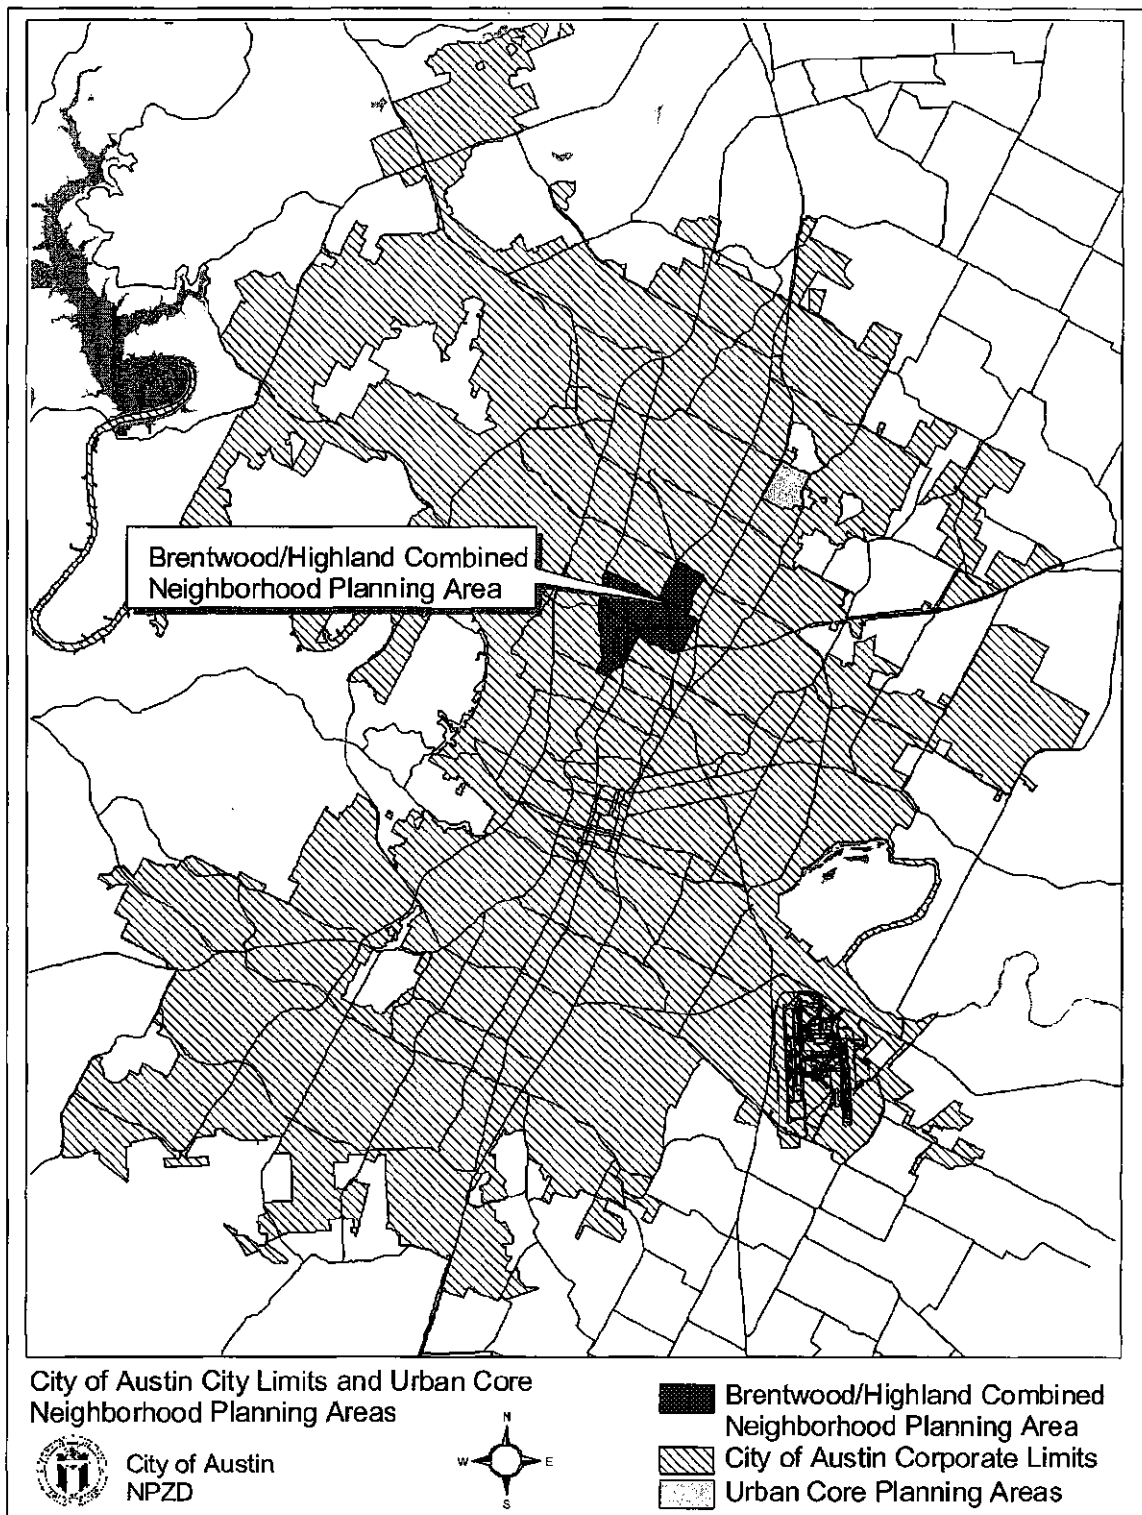 Brentwood/Highland Combined
Neighborhood Planning Area
City of Austin City Limits and Urban Core
Neighborhood Planning Areas
City of Austin
NPZD
N
W
E
S
Brentwood/Highland Combined
Neighborhood Planning Area
City of Austin Corporate Limits
Urban Core Planning Areas